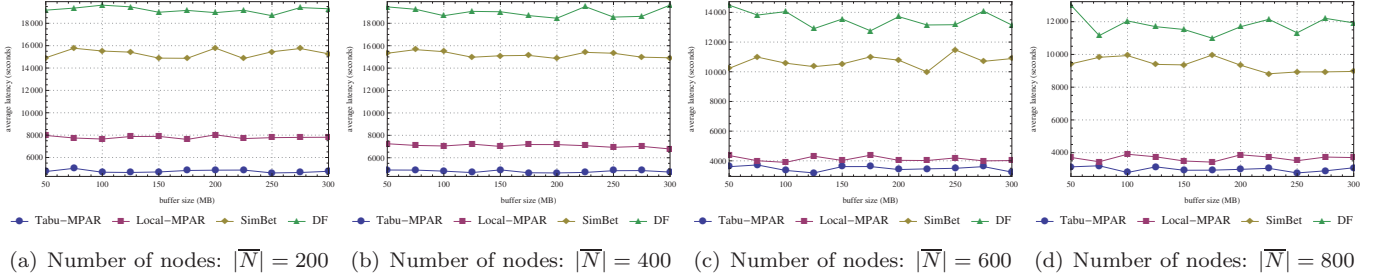 average latency (seconds)
18000
16000
14000
12000
10000
8000
6000
50 100 150 200 250 300
buffer size (MB)
Tabu-MPAR Local-MPAR SimBet DF
(a) Number of nodes: |N̅| = 200
average latency (seconds)
18000
16000
14000
12000
10000
8000
6000
50 100 150 200 250 300
buffer size (MB)
Tabu-MPAR Local-MPAR SimBet DF
(b) Number of nodes: |N̅| = 400
average latency (seconds)
14000
12000
10000
8000
6000
4000
50 100 150 200 250 300
buffer size (MB)
Tabu-MPAR Local-MPAR SimBet DF
(c) Number of nodes: |N̅| = 600
average latency (seconds)
12000
10000
8000
6000
4000
50 100 150 200 250 300
buffer size (MB)
Tabu-MPAR Local-MPAR SimBet DF
(d) Number of nodes: |N̅| = 800